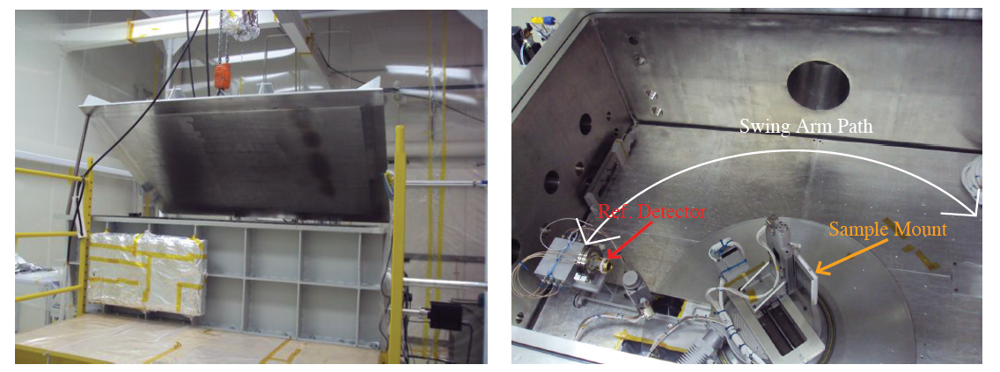 Swing Arm Path
Ref. Detector
Sample Mount